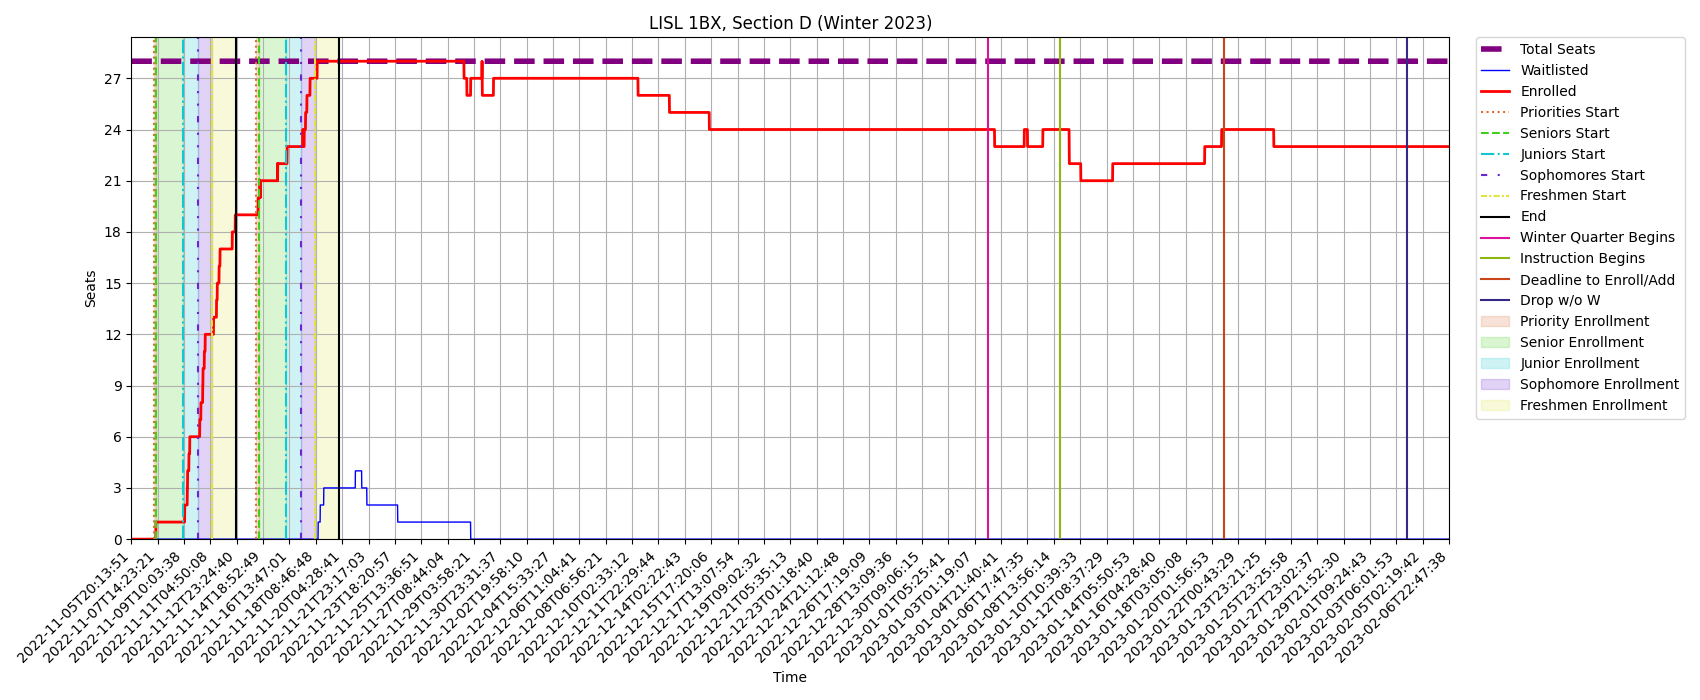 LISL 1BX, Section D (Winter 2023)
Seats
27
24
21
18
15
12
9
6
3
0
2022-11-05T20:13:51
2022-11-07T14:23:21
2022-11-09T10:03:38
2022-11-11T04:50:08
2022-11-12T23:24:40
2022-11-14T18:52:49
2022-11-16T13:47:01
2022-11-18T08:46:48
2022-11-20T04:28:41
2022-11-21T23:17:03
2022-11-23T18:20:57
2022-11-25T13:36:51
2022-11-27T08:44:04
2022-11-29T03:58:21
2022-11-30T23:31:37
2022-12-02T19:58:10
2022-12-04T15:33:27
2022-12-06T11:04:41
2022-12-08T06:56:21
2022-12-10T02:33:12
2022-12-11T22:29:44
2022-12-14T02:22:43
2022-12-15T17:20:06
2022-12-17T13:07:54
2022-12-19T09:02:32
2022-12-21T05:35:13
2022-12-23T01:18:40
2022-12-24T21:12:48
2022-12-26T17:19:09
2022-12-28T13:09:36
2022-12-30T09:06:15
2023-01-01T05:25:41
2023-01-03T01:19:07
2023-01-04T21:40:41
2023-01-06T17:47:35
2023-01-08T13:56:14
2023-01-10T10:39:33
2023-01-12T08:37:29
2023-01-14T05:50:53
2023-01-16T04:28:40
2023-01-18T03:05:08
2023-01-20T01:56:53
2023-01-22T00:43:29
2023-01-23T23:21:25
2023-01-25T23:25:58
2023-01-27T23:02:37
2023-01-29T21:52:30
2023-02-01T09:24:43
2023-02-03T06:01:53
2023-02-05T02:19:42
2023-02-06T22:47:38
Time
Total Seats
Waitlisted
Enrolled
Priorities Start
Seniors Start
Juniors Start
Sophomores Start
Freshmen Start
End
Winter Quarter Begins
Instruction Begins
Deadline to Enroll/Add
Drop w/o W
Priority Enrollment
Senior Enrollment
Junior Enrollment
Sophomore Enrollment
Freshmen Enrollment